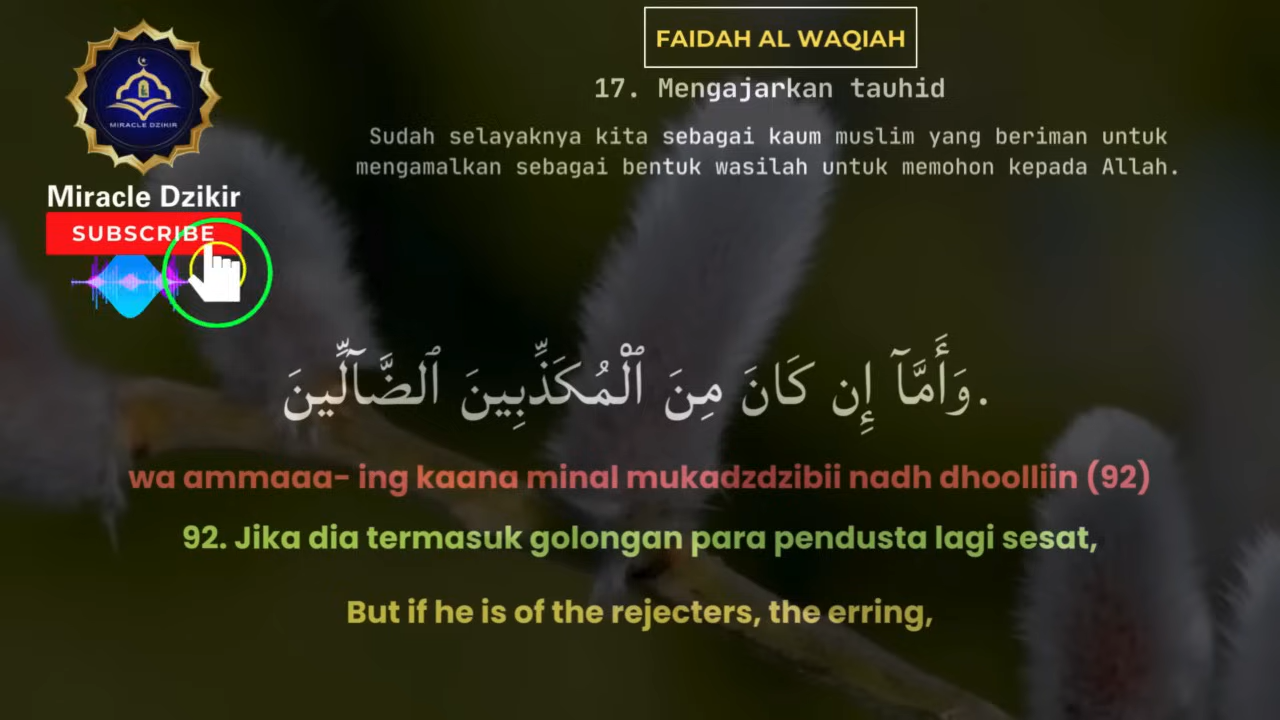 FAIDAH AL WAQIAH
17. Mengajarkan tauhid
Sudah selayaknya kita sebagai kaum muslim yang beriman untuk
mengamalkan sebagai bentuk wasilah untuk memohon kepada Allah.
MIRACLE DZIKIR
Miracle Dzikir
SUBSCRIBE
وَأَمَّآ إِن كَانَ مِنَ ٱلْمُكَذِّبِينَ ٱلضَّآلِّينَ.
wa ammaaa- ing kaana minal mukadzdzibii nadh dhoolliin (92)
92. Jika dia termasuk golongan para pendusta lagi sesat,
But if he is of the rejecters, the erring,